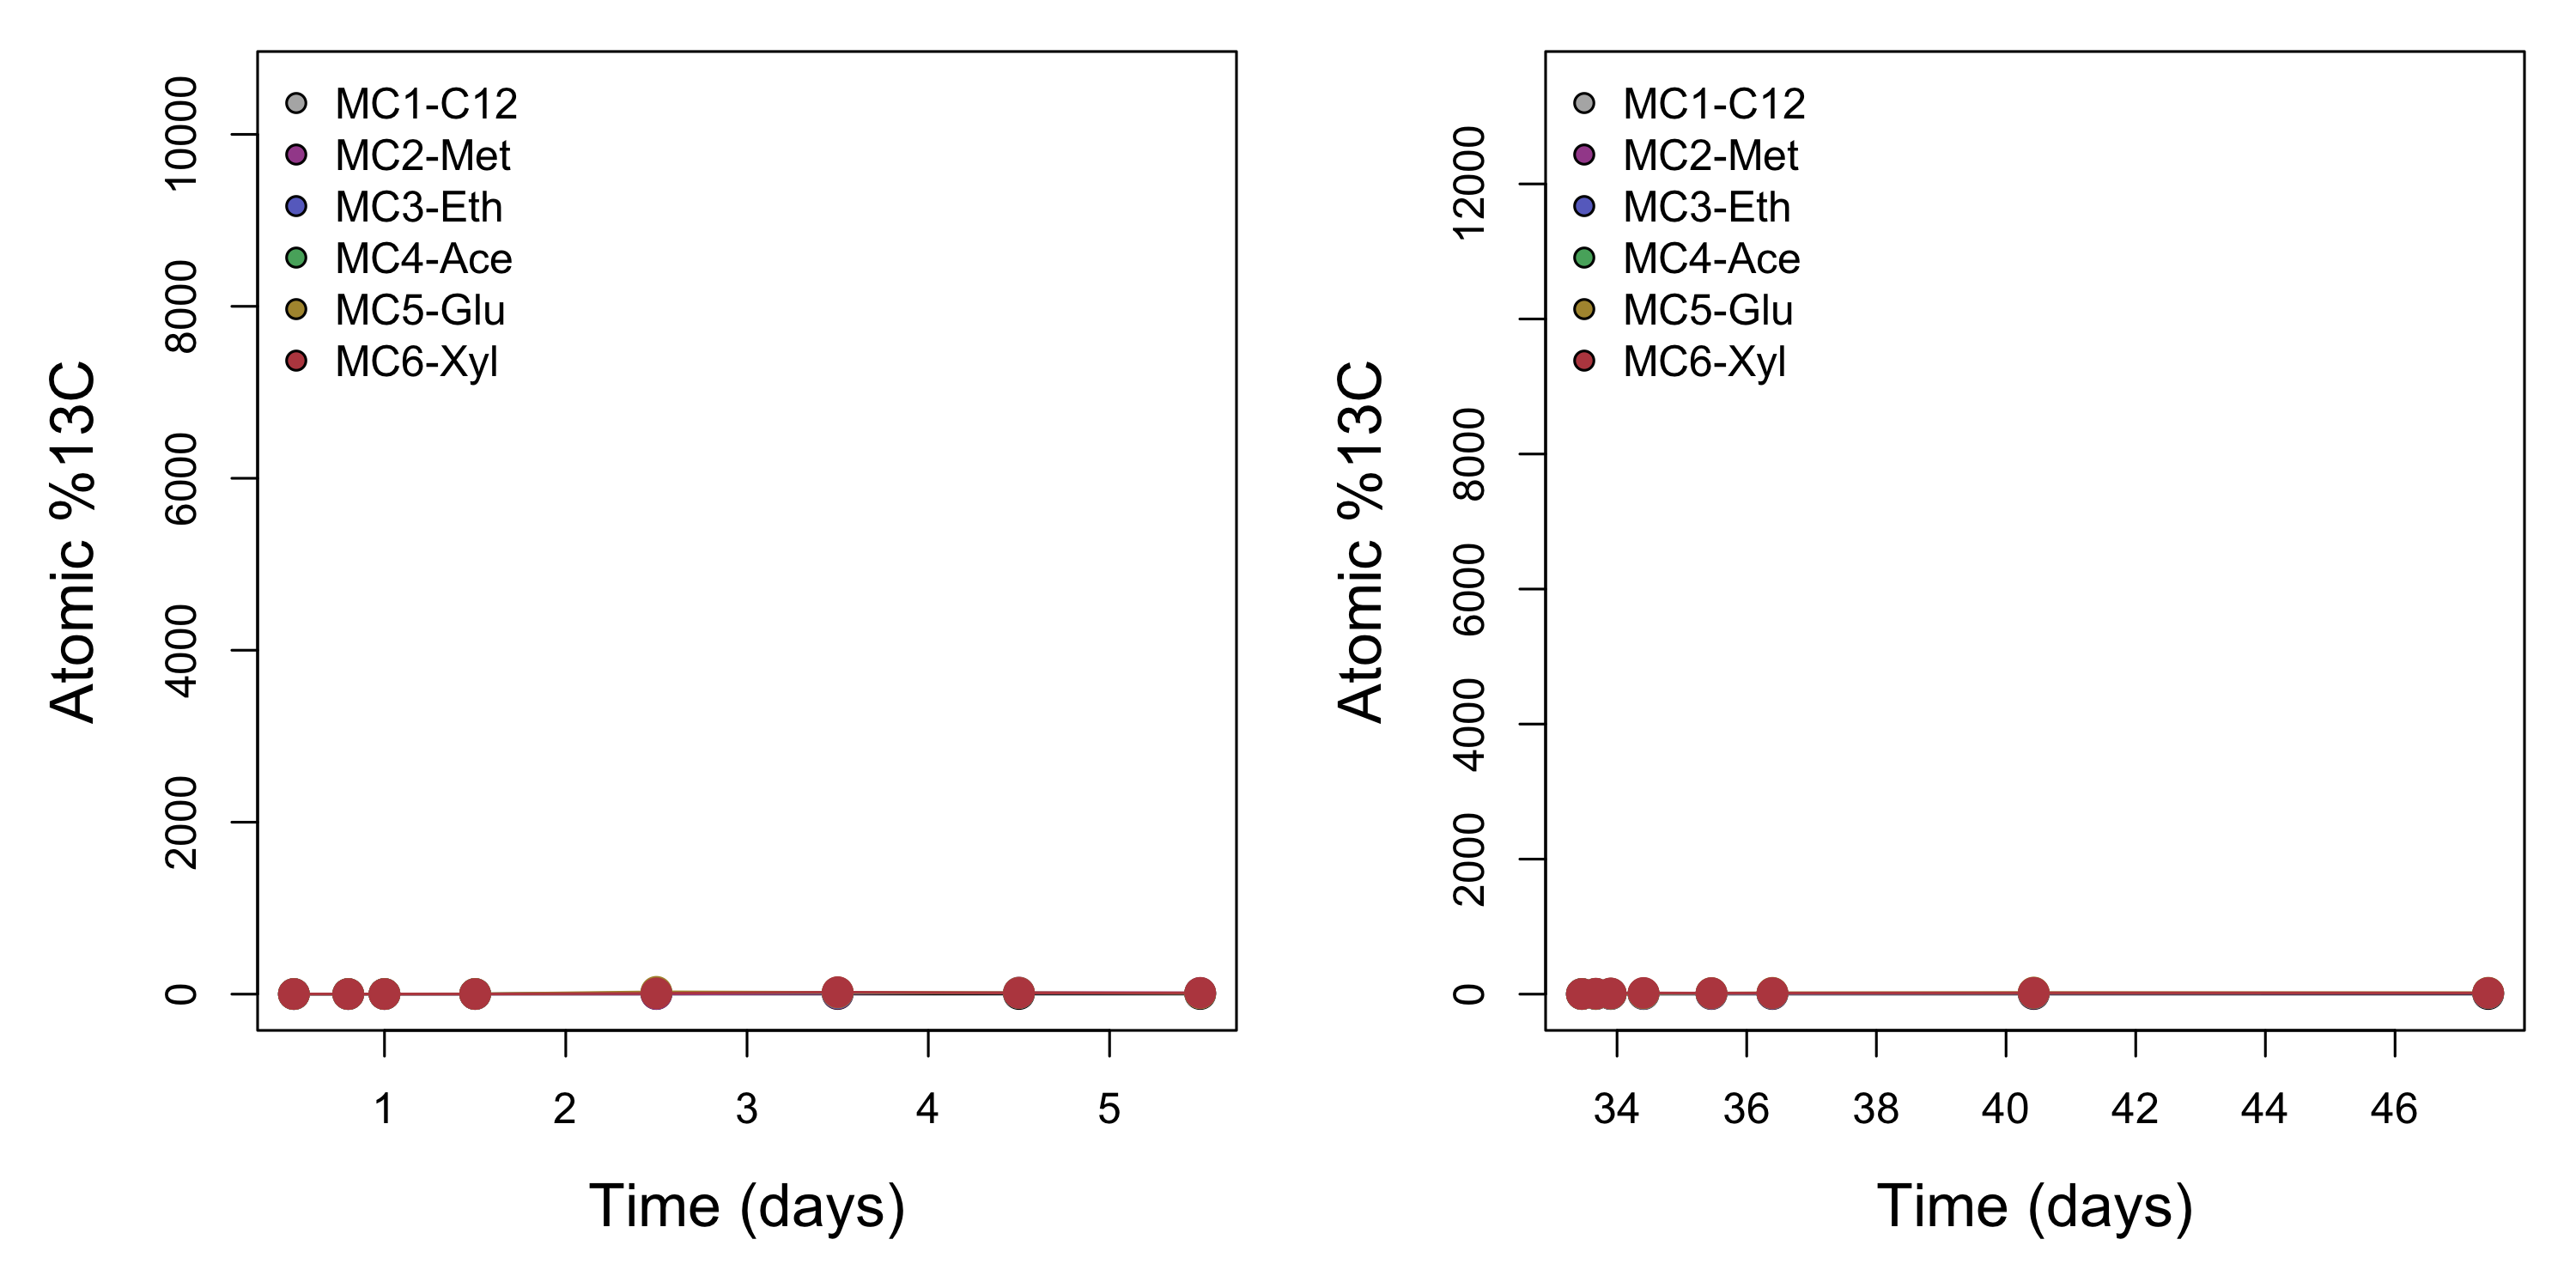 Atomic %13C
10000
8000
6000
4000
2000
0
MC1-C12
MC2-Met
MC3-Eth
MC4-Ace
MC5-Glu
MC6-Xyl
1 2 3 4 5
Time (days)
Atomic %13C
12000
8000
6000
4000
2000
0
MC1-C12
MC2-Met
MC3-Eth
MC4-Ace
MC5-Glu
MC6-Xyl
34 36 38 40 42 44 46
Time (days)